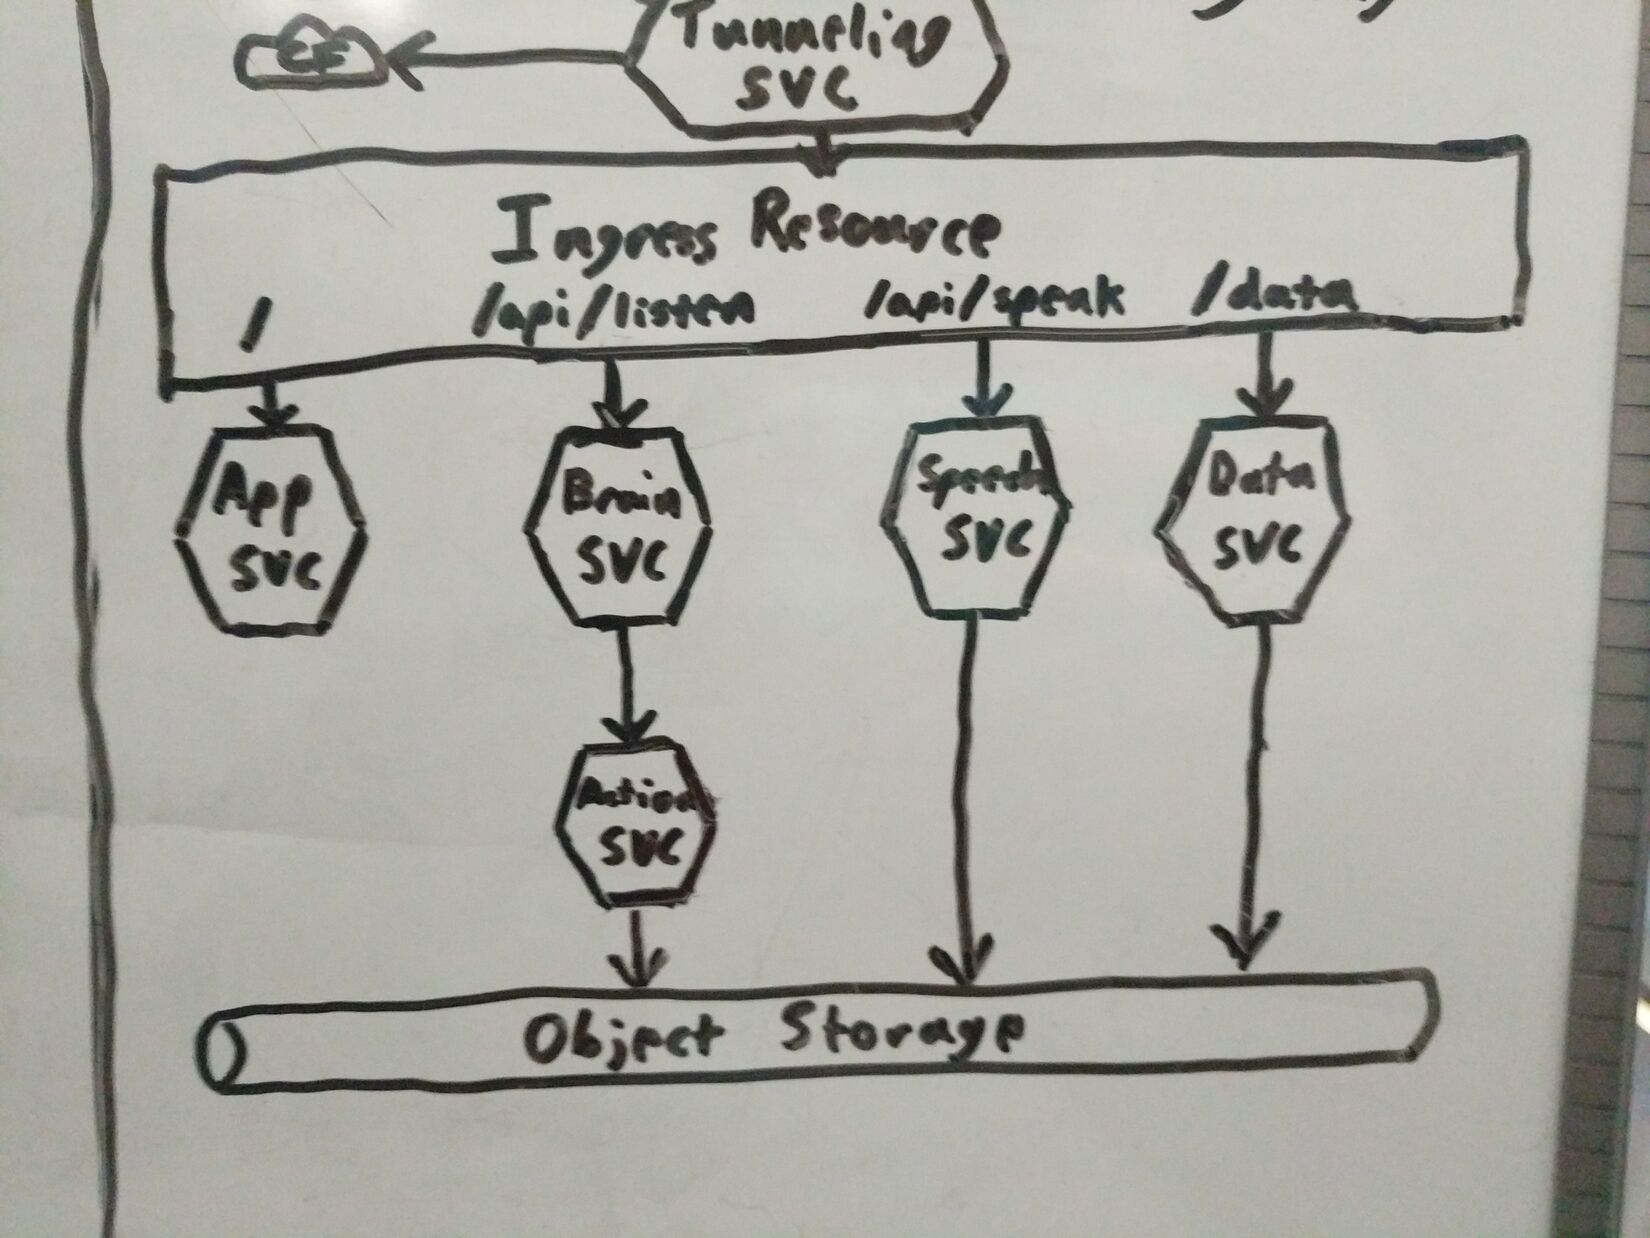 CF
Tunneling
SVC
Ingress Resource
/ /api/listen /api/speak /data
App
SVC
Brain
SVC
Speech
SVC
Data
SVC
Action
SVC
Object Storage